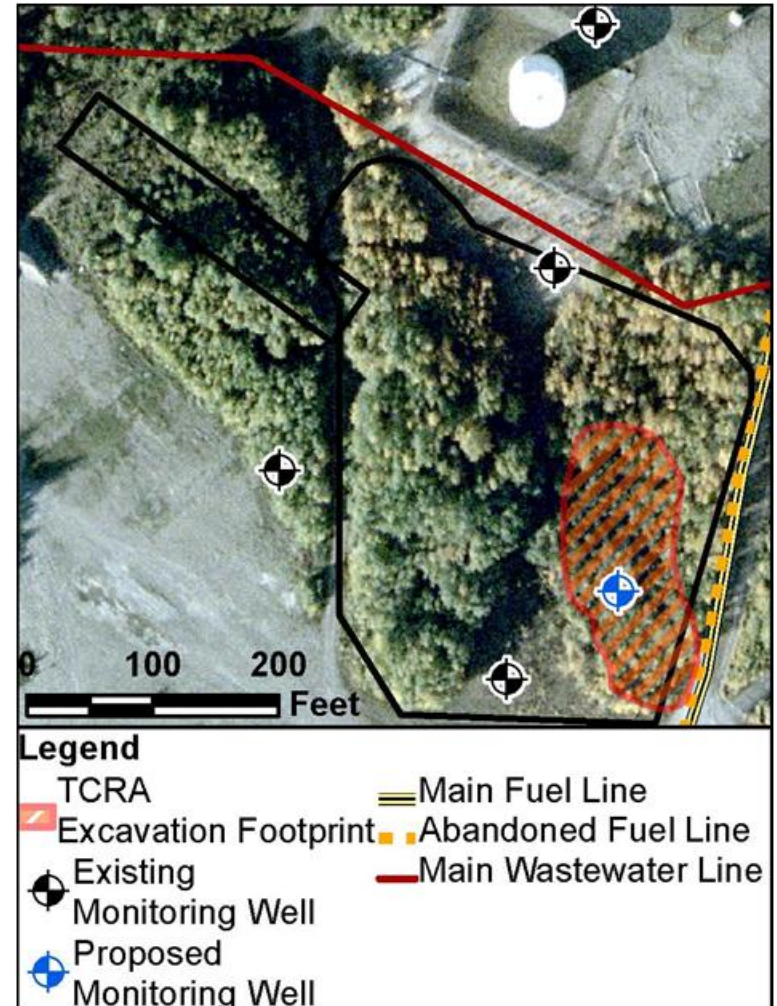 0 100 200
Feet
Legend
TCRA
Excavation Footprint
Existing
Monitoring Well
Proposed
Monitoring Well
Main Fuel Line
Abandoned Fuel Line
Main Wastewater Line